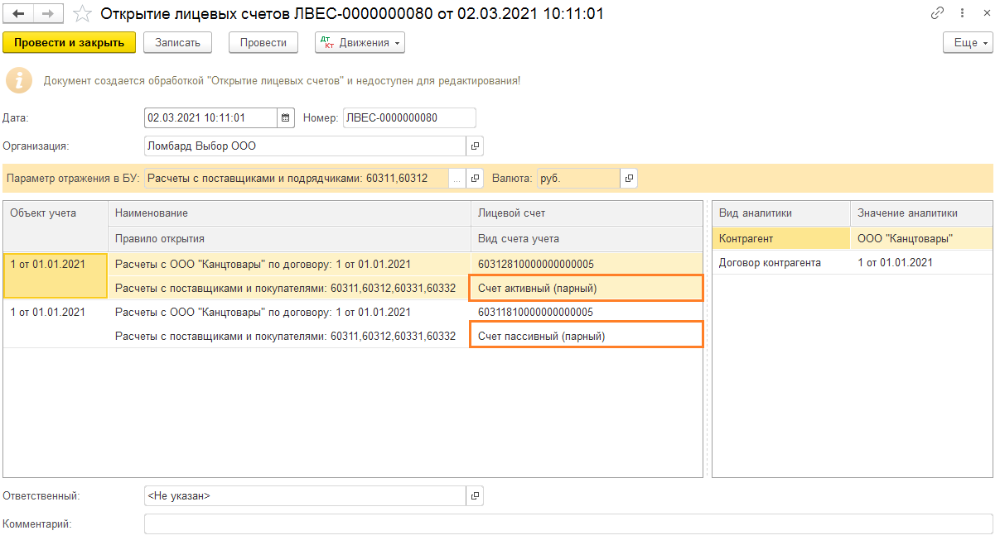 Открытие лицевых счетов ЛВЕС-0000000080 от 02.03.2021 10:11:01
Провести и закрыть Записать Провести Дт Кт Движения Еще
Документ создается обработкой "Открытие лицевых счетов" и недоступен для редактирования!
Дата: 02.03.2021 10:11:01 Номер: ЛВЕС-0000000080
Организация: Ломбард Выбор ООО
Параметр отражения в БУ: Расчеты с поставщиками и подрядчиками: 60311,60312 ... Валюта: руб.
Объект учета Наименование Лицевой счет Вид аналитики Значение аналитики
Правило открытия Вид счета учета Контрагент ООО "Канцтовары"
1 от 01.01.2021 Расчеты с ООО "Канцтовары" по договору: 1 от 01.01.2021 60312810000000000005 Договор контрагента 1 от 01.01.2021
Расчеты с поставщиками и покупателями: 60311,60312,60331,60332 Счет активный (парный)
1 от 01.01.2021 Расчеты с ООО "Канцтовары" по договору: 1 от 01.01.2021 60311810000000000005
Расчеты с поставщиками и покупателями: 60311,60312,60331,60332 Счет пассивный (парный)
Ответственный: <Не указан>
Комментарий: